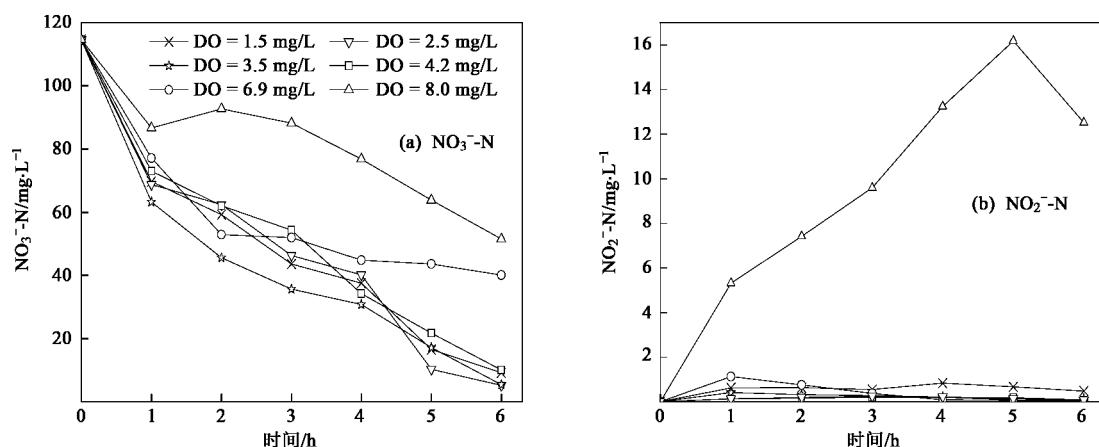 120
100
80
60
40
20
0
NO₃⁻-N/mg·L⁻¹
DO = 1.5 mg/L
DO = 2.5 mg/L
DO = 3.5 mg/L
DO = 4.2 mg/L
DO = 6.9 mg/L
DO = 8.0 mg/L
(a) NO₃⁻-N
0 1 2 3 4 5 6
时间/h
16
14
12
10
8
6
4
2
NO₂⁻-N/mg·L⁻¹
(b) NO₂⁻-N
0 1 2 3 4 5 6
时间/h